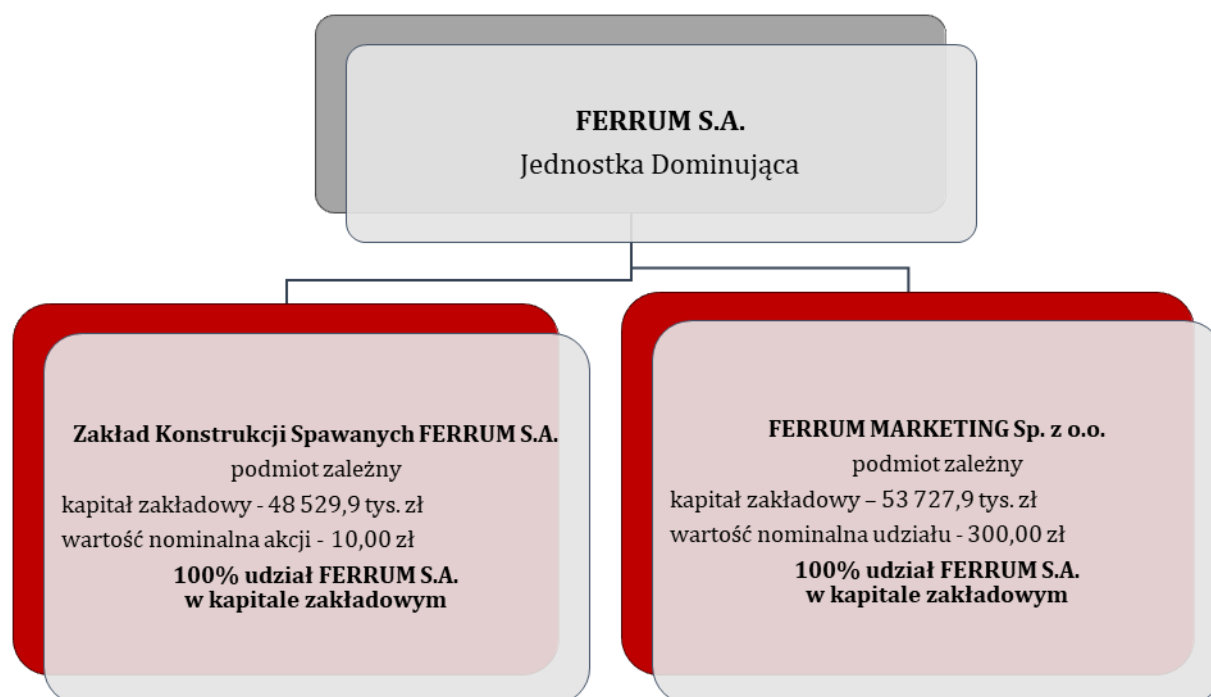 FERRUM S.A.
Jednostka Dominująca
Zakład Konstrukcji Spawanych FERRUM S.A.
podmiot zależny
kapitał zakładowy - 48 529,9 tys. zł
wartość nominalna akcji - 10,00 zł
100% udział FERRUM S.A.
w kapitale zakładowym
FERRUM MARKETING Sp. z o.o.
podmiot zależny
kapitał zakładowy – 53 727,9 tys. zł
wartość nominalna udziału - 300,00 zł
100% udział FERRUM S.A.
w kapitale zakładowym